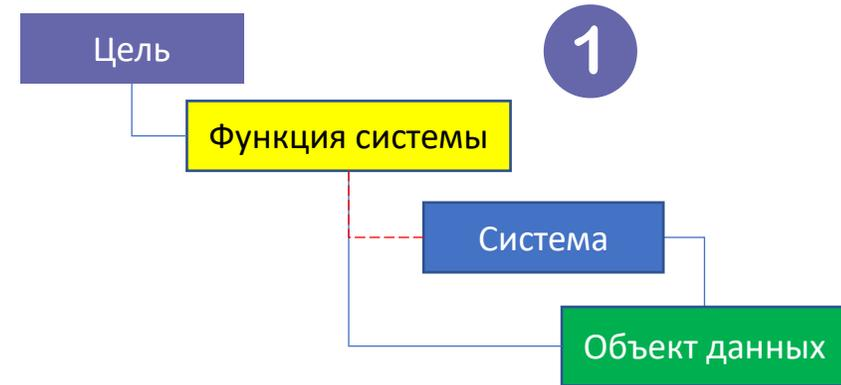 Цель
1
Функция системы
Система
Объект данных